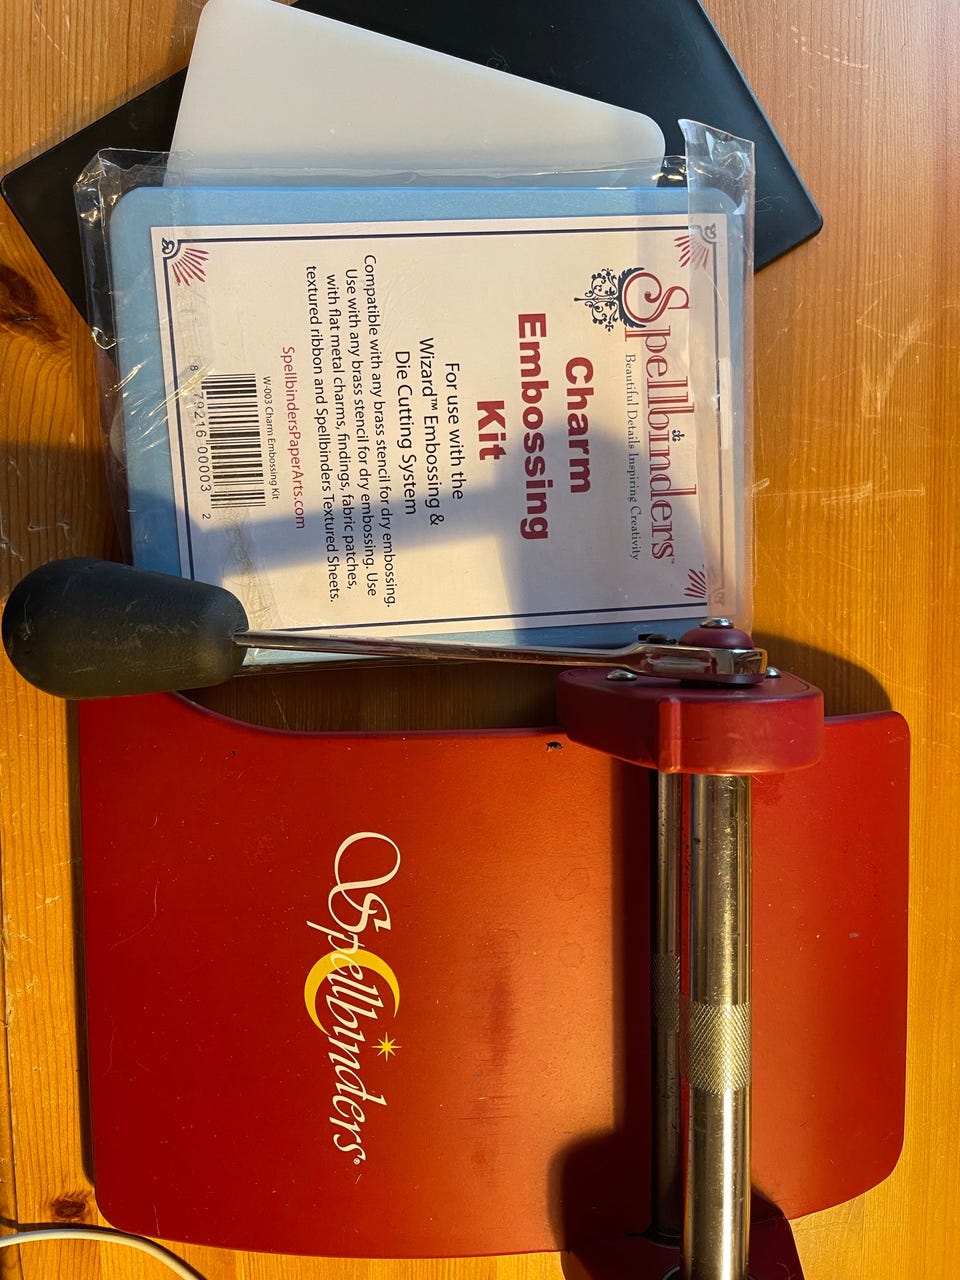 Spellbinders™
Beautiful Details Inspiring Creativity
Charm
Embossing
Kit
For use with the
Wizard™ Embossing &
Die Cutting System
Compatible with any brass stencil for dry embossing.
Use with any brass stencil for dry embossing. Use
with flat metal charms, findings, fabric patches,
textured ribbon and Spellbinders Textured Sheets.
SpellbindersPaperArts.com
W-003 Charm Embossing Kit
8 79216 00003 2
Spellbinders®